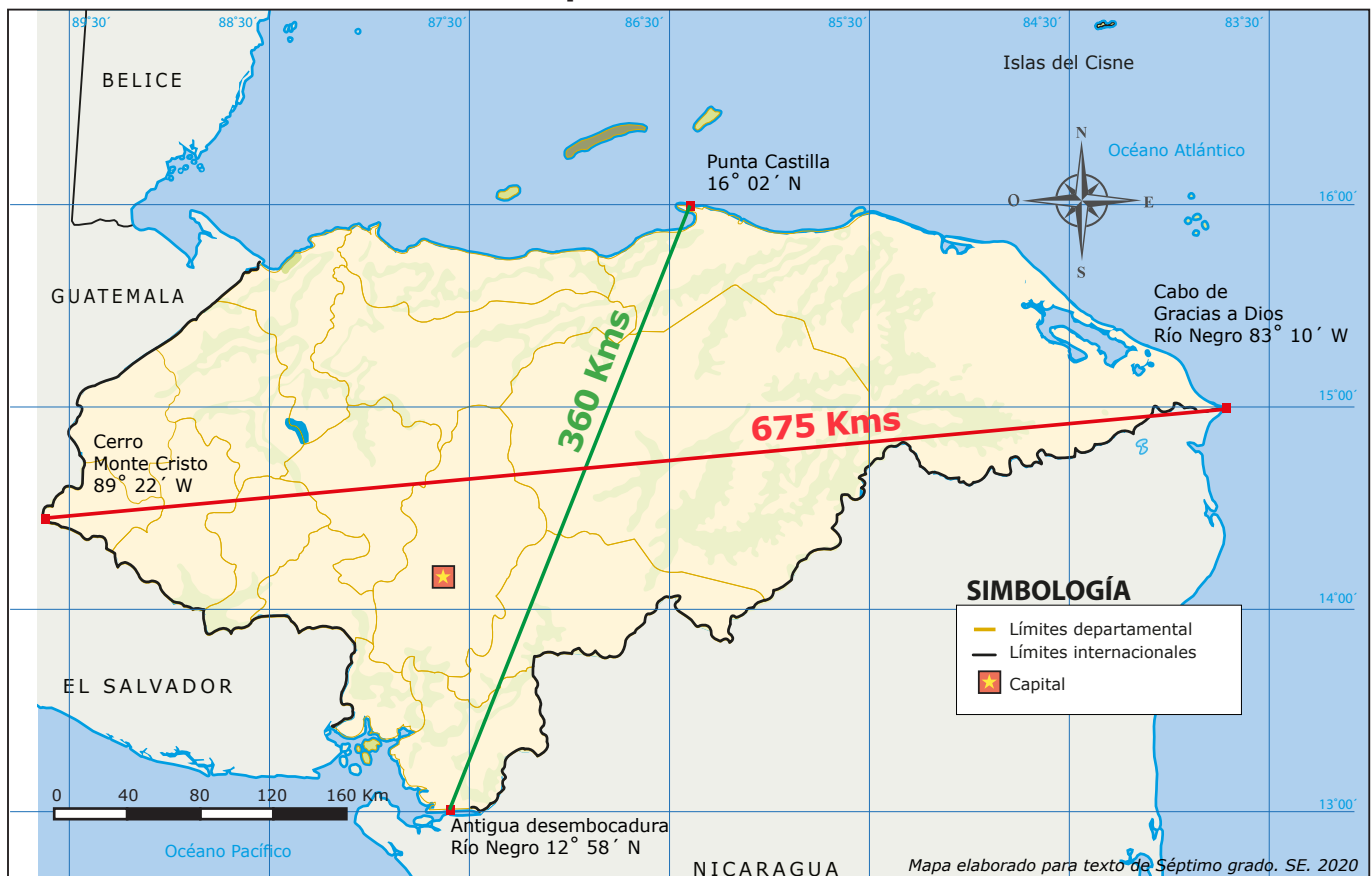 89°30´
88°30´
87°30´
86°30´
85°30´
84°30´
83°30´
BELICE
Islas del Cisne
Punta Castilla
16° 02´ N
N
Océano Atlántico
O
E
S
16°00´
GUATEMALA
Cabo de
Gracias a Dios
Río Negro 83° 10´ W
360 Kms
15°00´
675 Kms
Cerro
Monte Cristo
89° 22´ W
14°00´
SIMBOLOGÍA
Límites departamental
Límites internacionales
Capital
EL SALVADOR
0 40 80 120 160 Km
13°00´
Antigua desembocadura
Río Negro 12° 58´ N
Océano Pacífico
NICARAGUA
Mapa elaborado para texto de Séptimo grado. SE. 2020